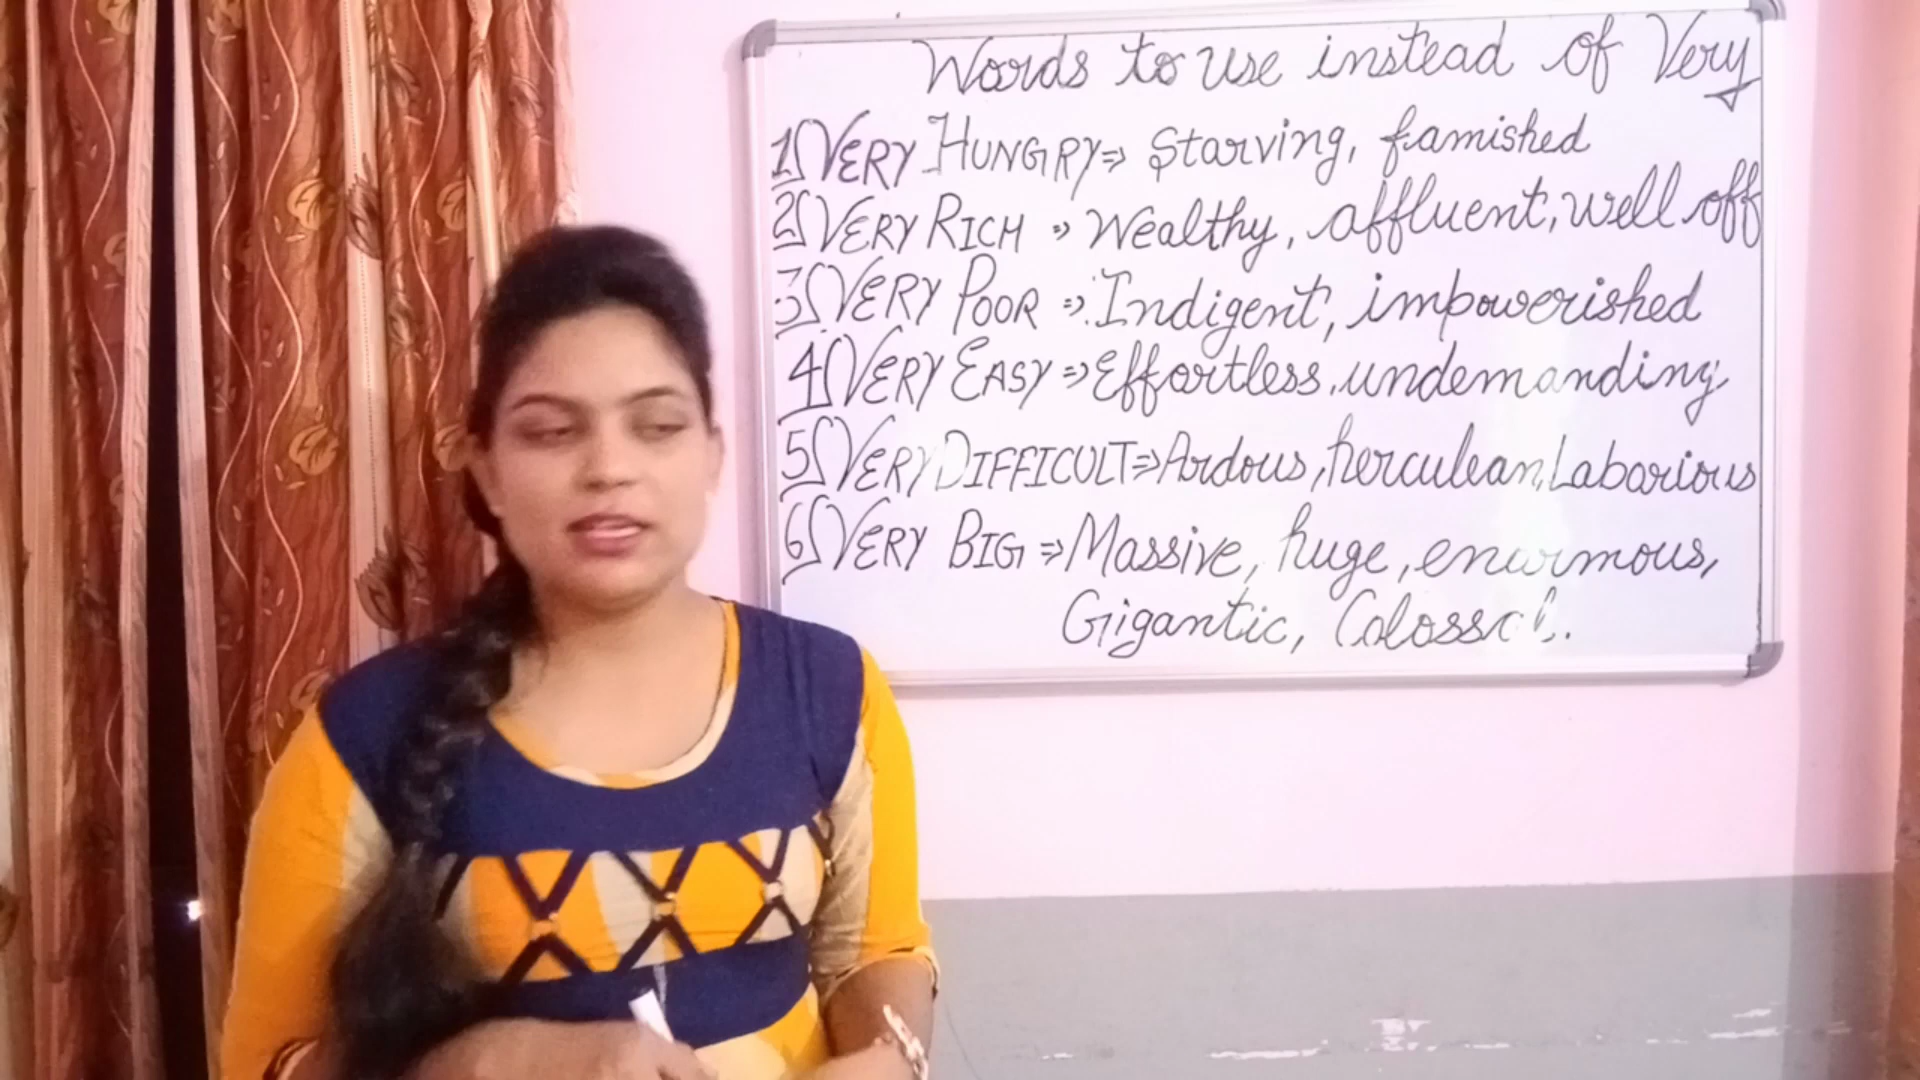 Words to use instead of Very
1) VERY HUNGRY => Starving, famished
2) VERY RICH => Wealthy, affluent, well off
3) VERY POOR => Indigent, impowerished
4) VERY EASY => Effortless, undemanding
5) VERY DIFFICULT => Ardous, herculean, Labarious
6) VERY BIG => Massive, huge, enormous,
Gigantic, Colossal.